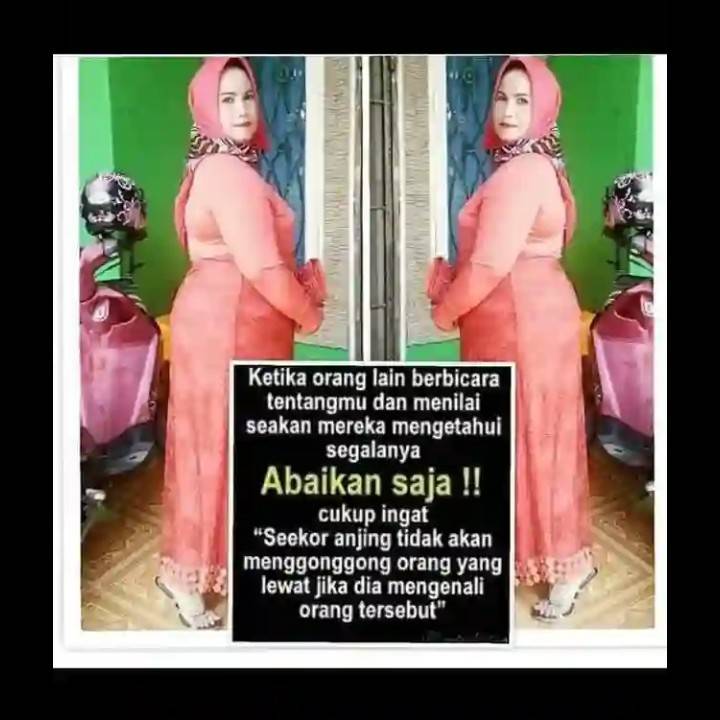 Ketika orang lain berbicara
tentangmu dan menilai
seakan mereka mengetahui
segalanya
Abaikan saja !!
cukup ingat
“Seekor anjing tidak akan
menggonggong orang yang
lewat jika dia mengenali
orang tersebut”